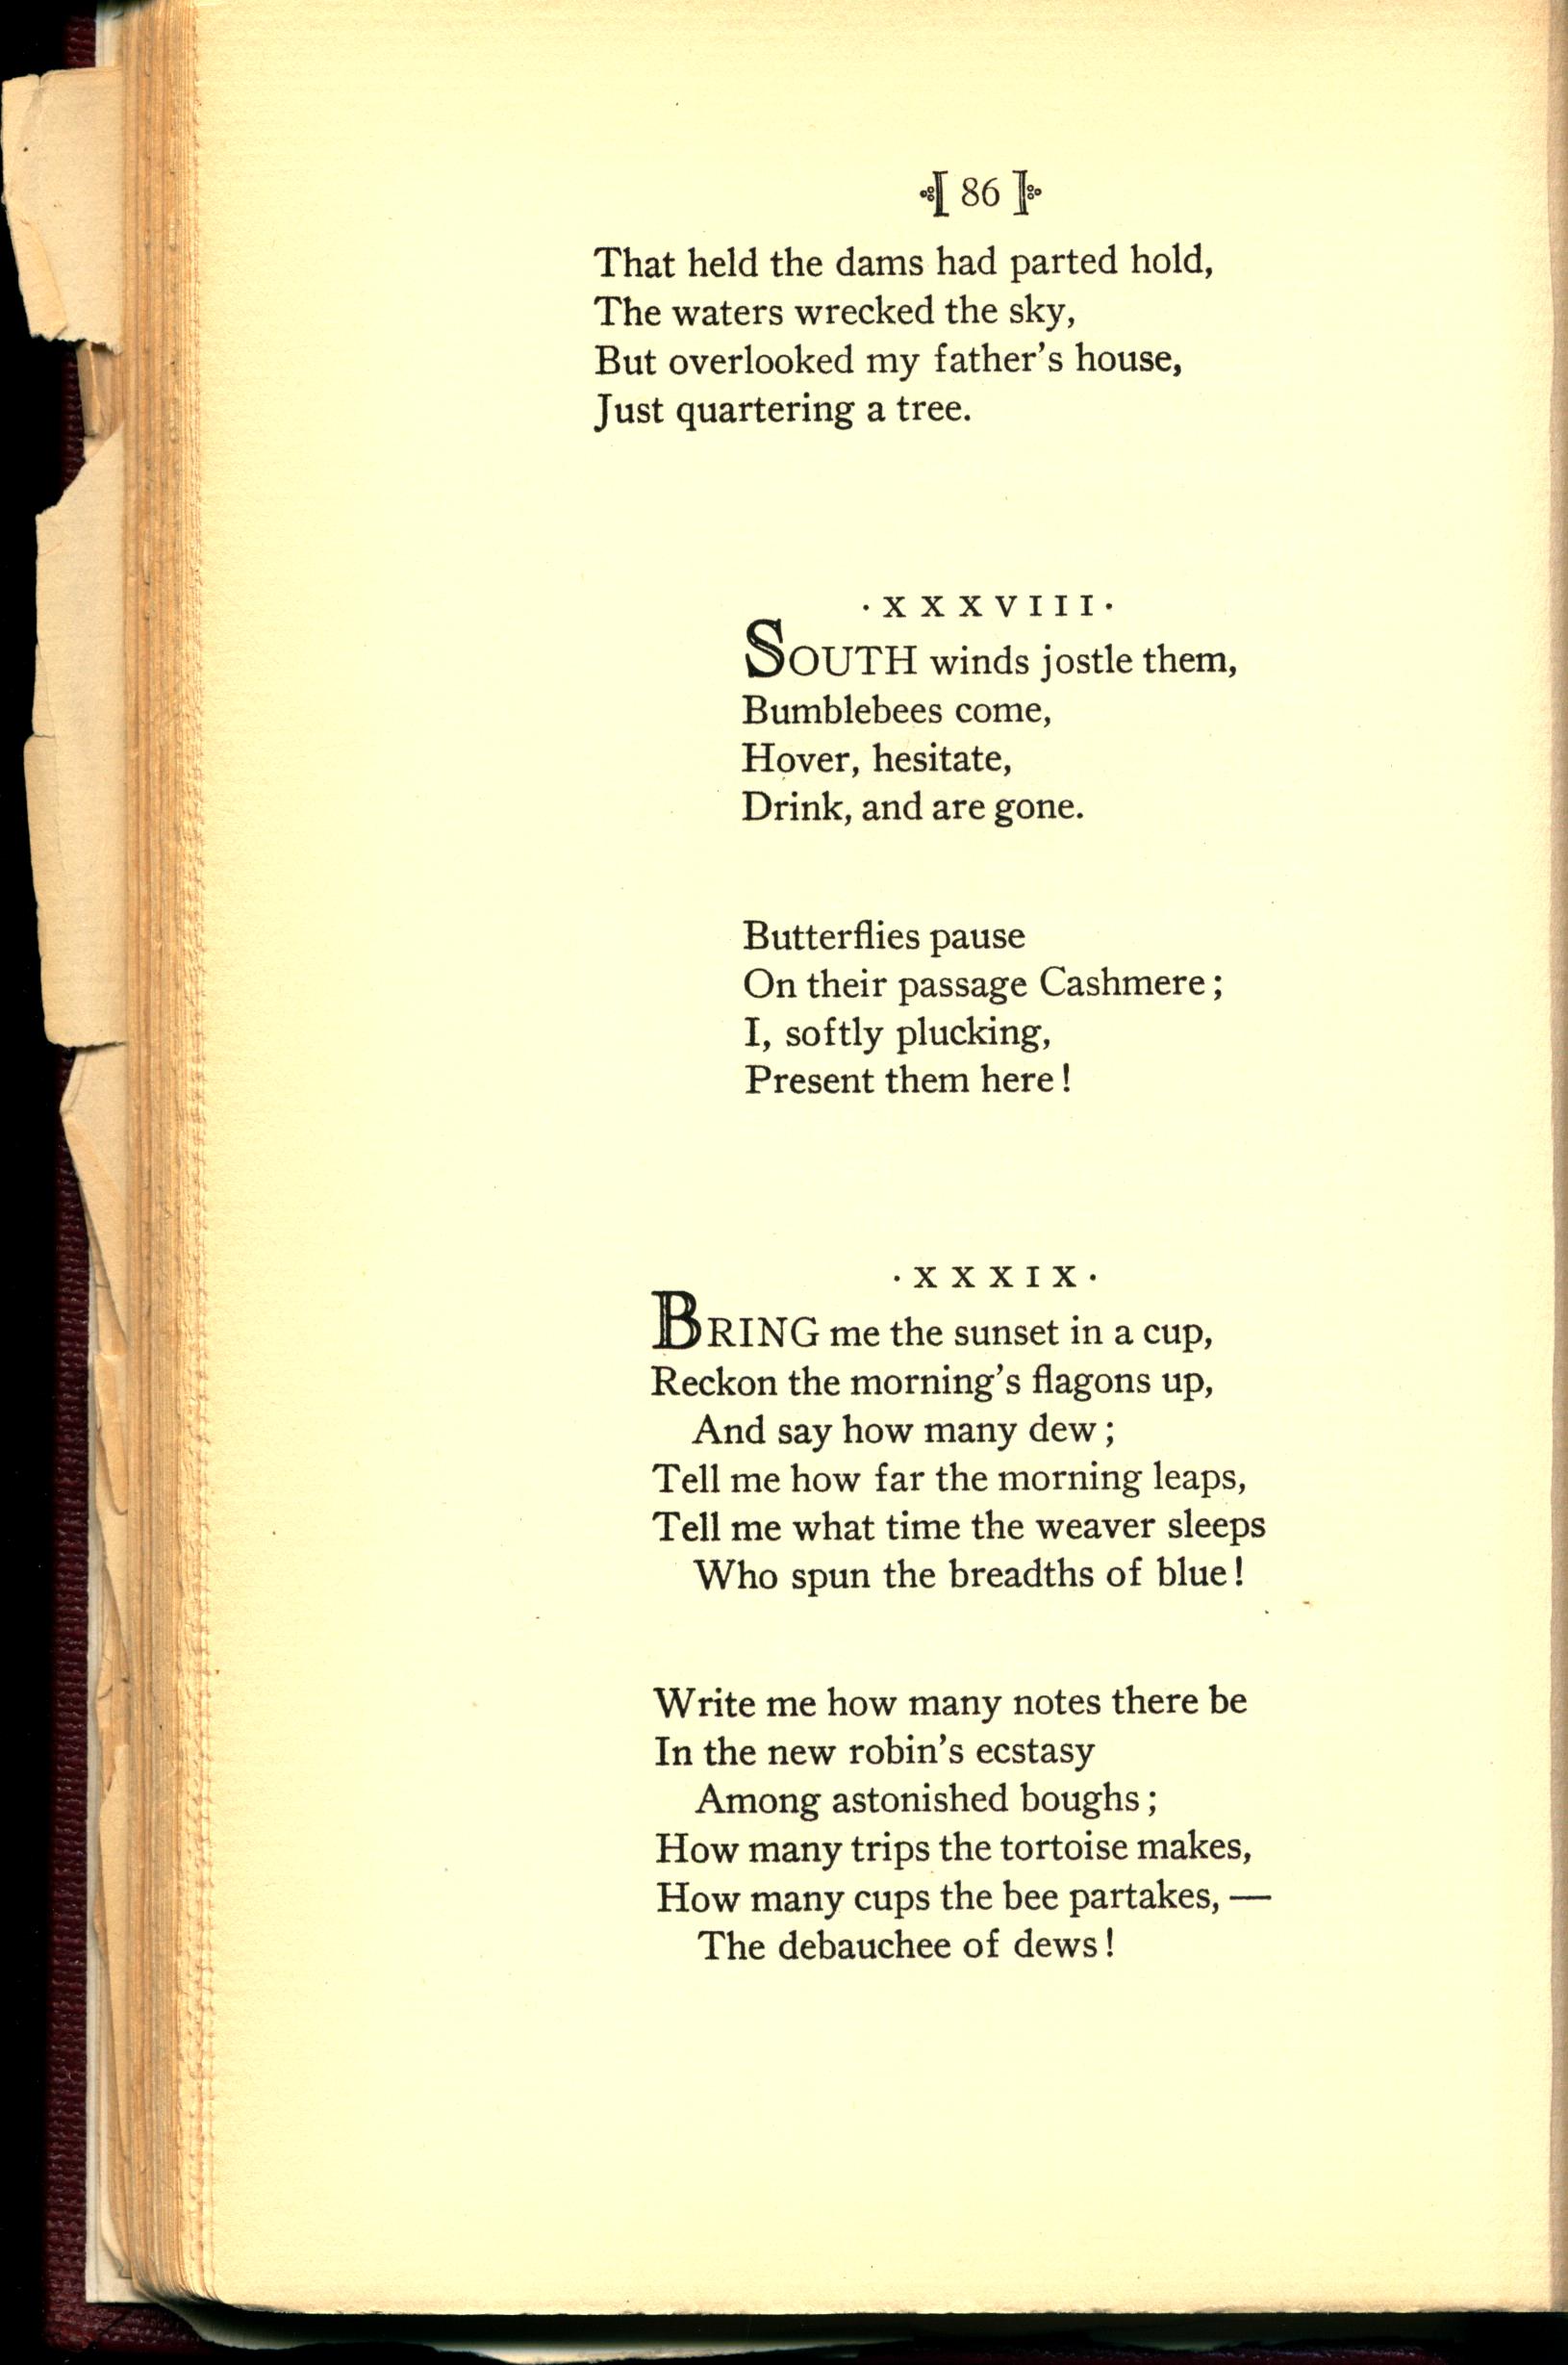 86
That held the dams had parted hold,
The waters wrecked the sky,
But overlooked my father's house,
Just quartering a tree.
·XXXVIII·
SOUTH winds jostle them,
Bumblebees come,
Hover, hesitate,
Drink, and are gone.
Butterflies pause
On their passage Cashmere;
I, softly plucking,
Present them here!
·XXXIX·
BRING me the sunset in a cup,
Reckon the morning's flagons up,
And say how many dew;
Tell me how far the morning leaps,
Tell me what time the weaver sleeps
Who spun the breadths of blue!
Write me how many notes there be
In the new robin's ecstasy
Among astonished boughs;
How many trips the tortoise makes,
How many cups the bee partakes, —
The debauchee of dews!